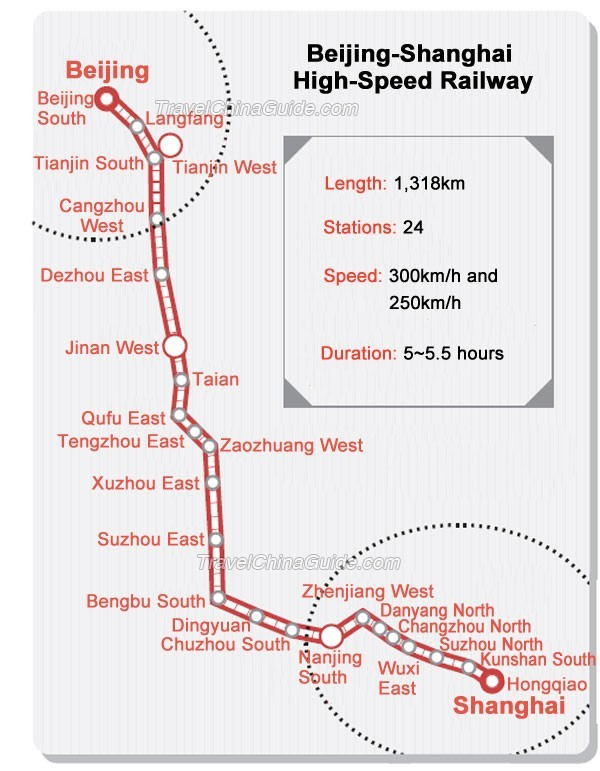 Beijing-Shanghai
High-Speed Railway
Beijing
Beijing
South
TravelChinaGuide.com
Langfang
Tianjin South
Tianjin West
Cangzhou
West
Dezhou East
Jinan West
Taian
Qufu East
Tengzhou East
Zaozhuang West
Xuzhou East
Suzhou East
TravelChinaGuide.com
Bengbu South
Dingyuan
Chuzhou South
Nanjing
South
Zhenjiang West
Danyang North
Changzhou North
Wuxi
East
Suzhou North
Kunshan South
Hongqiao
Shanghai
Length: 1,318km
Stations: 24
Speed: 300km/h and
250km/h
Duration: 5~5.5 hours